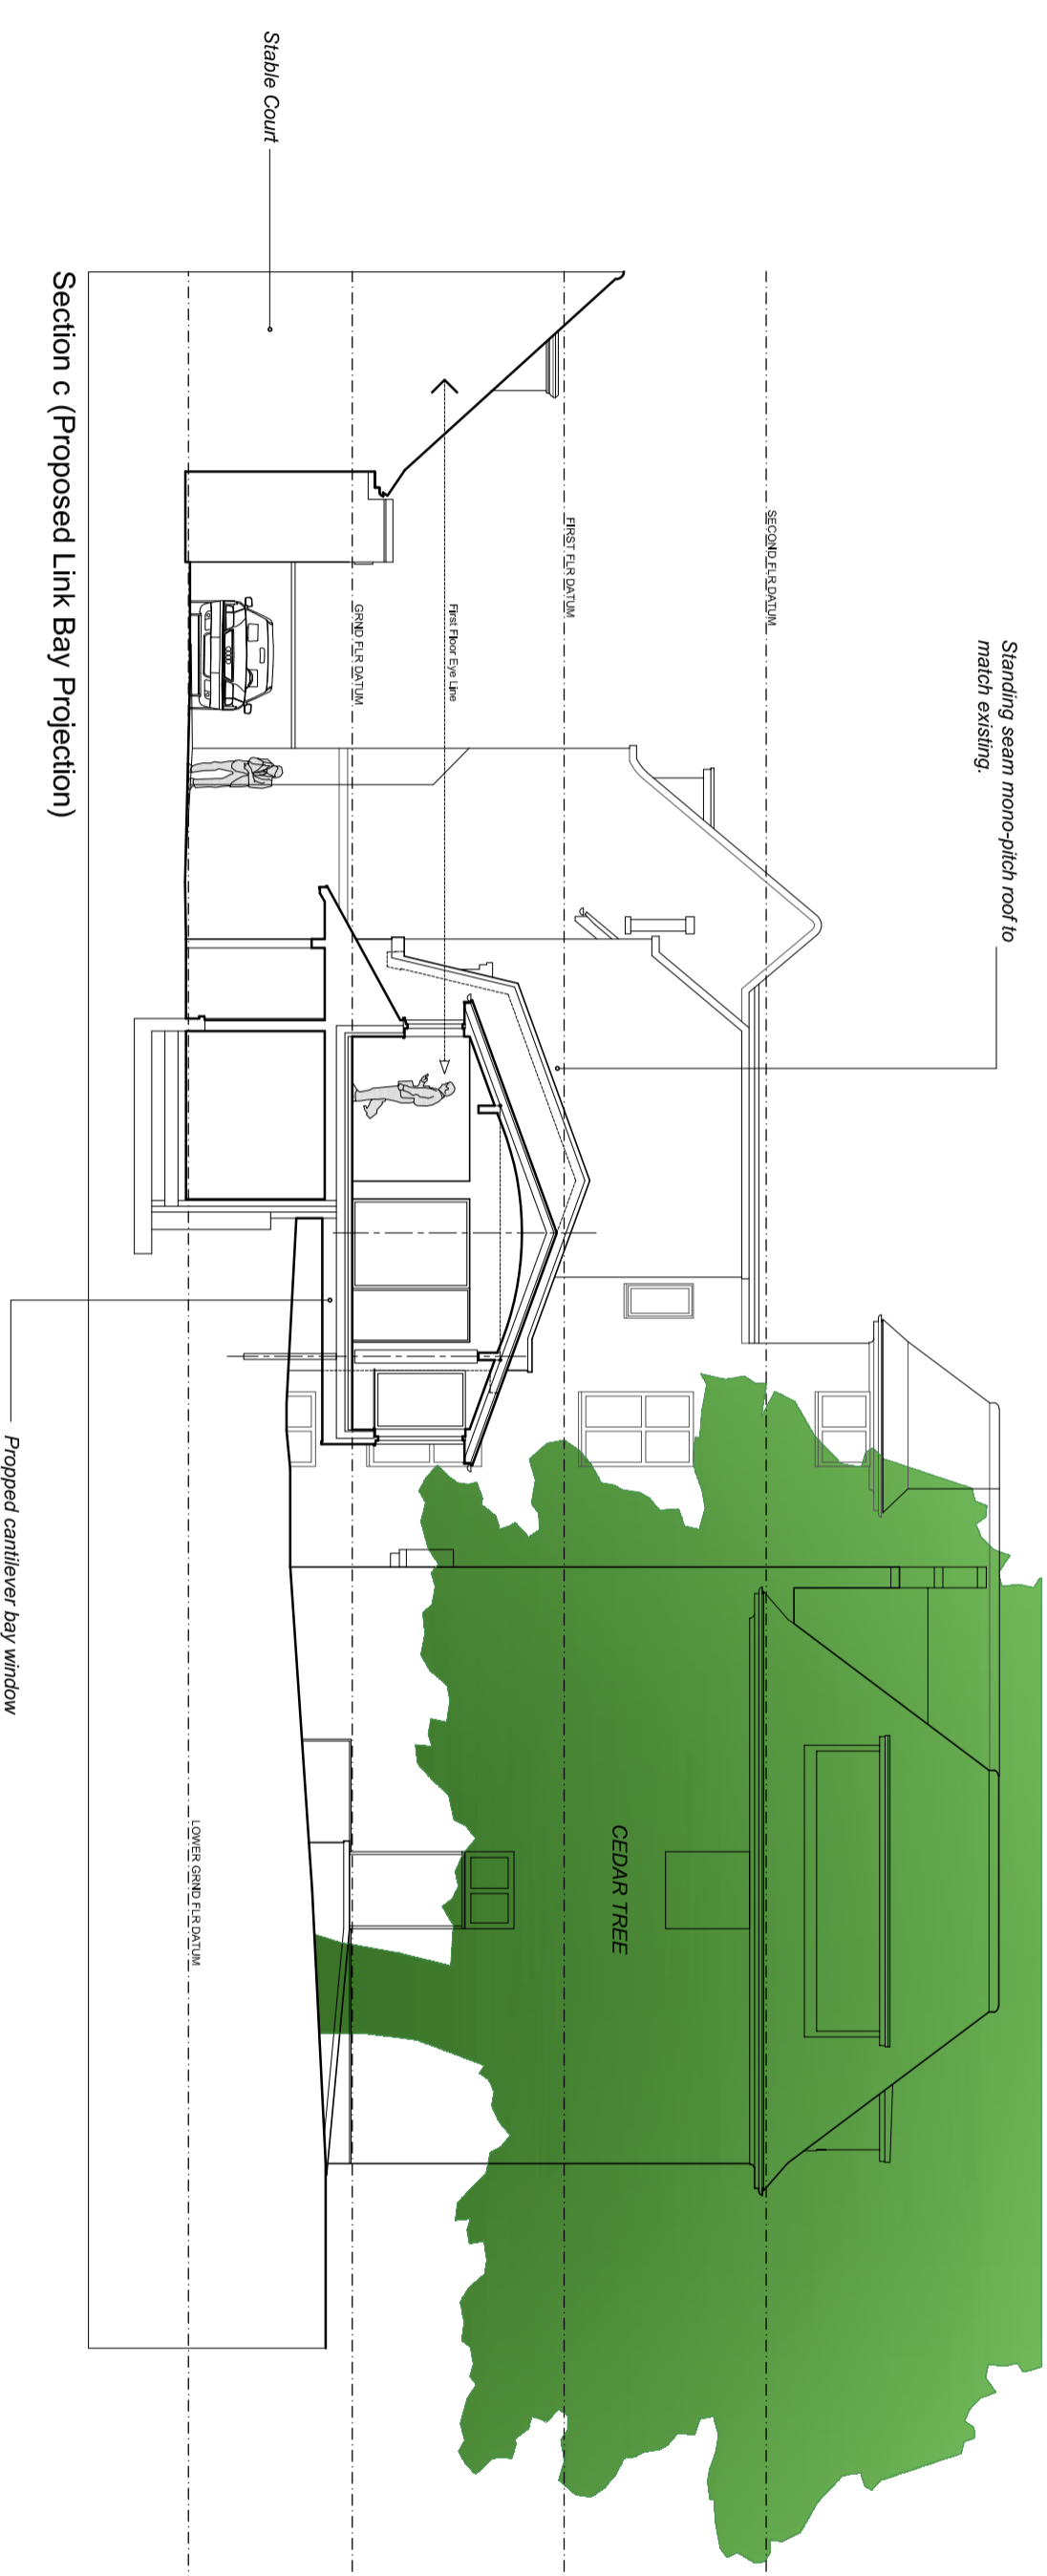 Standing seam mono-pitch roof to
match existing.
SECOND FLR DATUM
FIRST FLR DATUM
CEDAR TREE
First Floor Eye Line
GRND FLR DATUM
Stable Court
LOWER GRND FLR DATUM
Section c (Proposed Link Bay Projection)
Propped cantilever bay window